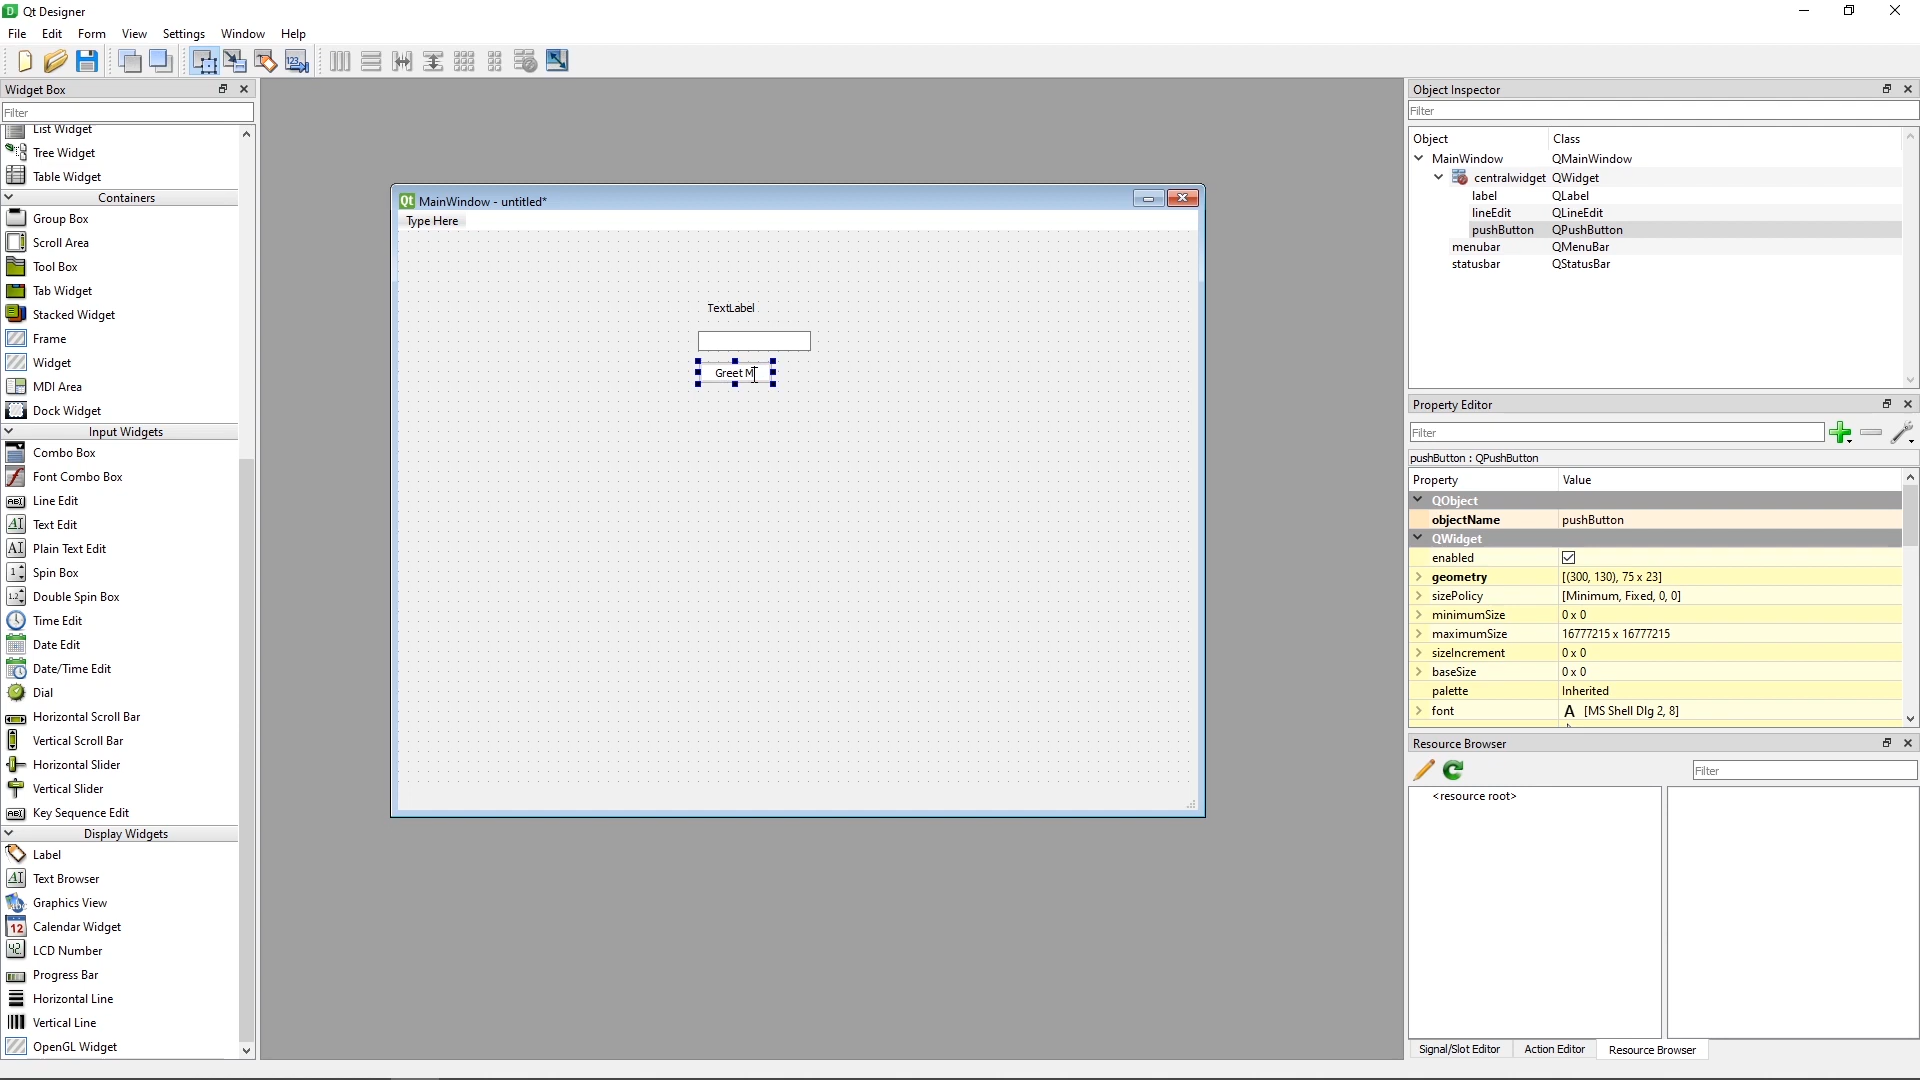 Qt Designer
File Edit Form View Settings Window Help
Widget Box
Filter
List Widget
Tree Widget
Table Widget
Containers
Group Box
Scroll Area
Tool Box
Tab Widget
Stacked Widget
Frame
Widget
MDI Area
Dock Widget
Input Widgets
Combo Box
Font Combo Box
Line Edit
Text Edit
Plain Text Edit
Spin Box
Double Spin Box
Time Edit
Date Edit
Date/Time Edit
Dial
Horizontal Scroll Bar
Vertical Scroll Bar
Horizontal Slider
Vertical Slider
Key Sequence Edit
Display Widgets
Label
Text Browser
Graphics View
Calendar Widget
LCD Number
Progress Bar
Horizontal Line
Vertical Line
OpenGL Widget
MainWindow - untitled*
Type Here
TextLabel
Greet M
Object Inspector
Filter
Object Class
MainWindow QMainWindow
centralwidget QWidget
label QLabel
lineEdit QLineEdit
pushButton QPushButton
menubar QMenuBar
statusbar QStatusBar
Property Editor
Filter
pushButton : QPushButton
Property Value
QObject
objectName pushButton
QWidget
enabled
geometry [(300, 130), 75 x 23]
sizePolicy [Minimum, Fixed, 0, 0]
minimumSize 0 x 0
maximumSize 16777215 x 16777215
sizeIncrement 0 x 0
baseSize 0 x 0
palette Inherited
font A [MS Shell Dlg 2, 8]
Resource Browser
Filter
<resource root>
Signal/Slot Editor Action Editor Resource Browser